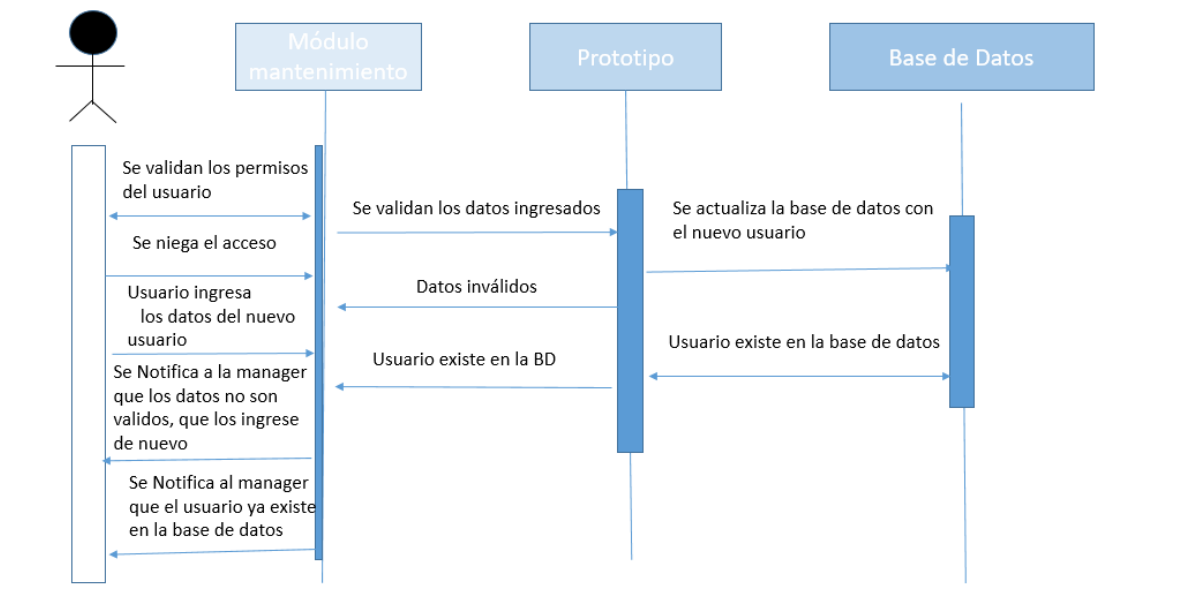 Módulo
mantenimiento
Prototipo
Base de Datos
Se validan los permisos
del usuario
Se validan los datos ingresados
Se actualiza la base de datos con
el nuevo usuario
Se niega el acceso
Datos inválidos
Usuario ingresa
los datos del nuevo
usuario
Usuario existe en la base de datos
Usuario existe en la BD
Se Notifica a la manager
que los datos no son
validos, que los ingrese
de nuevo
Se Notifica al manager
que el usuario ya existe
en la base de datos